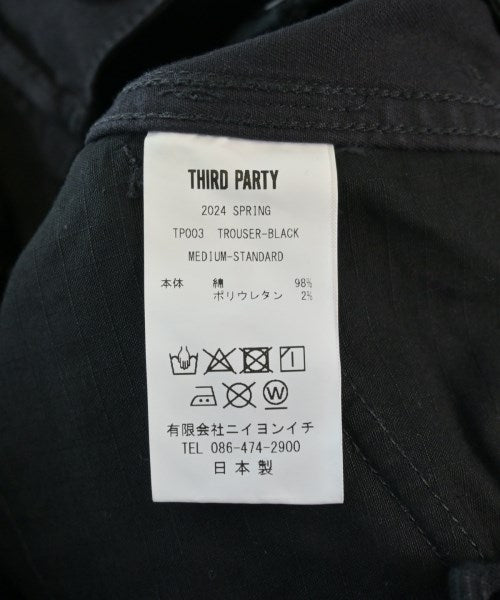 THIRD PARTY
2024 SPRING
TP003 TROUSER-BLACK
MEDIUM-STANDARD
本体 綿 98%
ポリウレタン 2%
W
有限会社ニイヨンイチ
TEL 086-474-2900
日本製